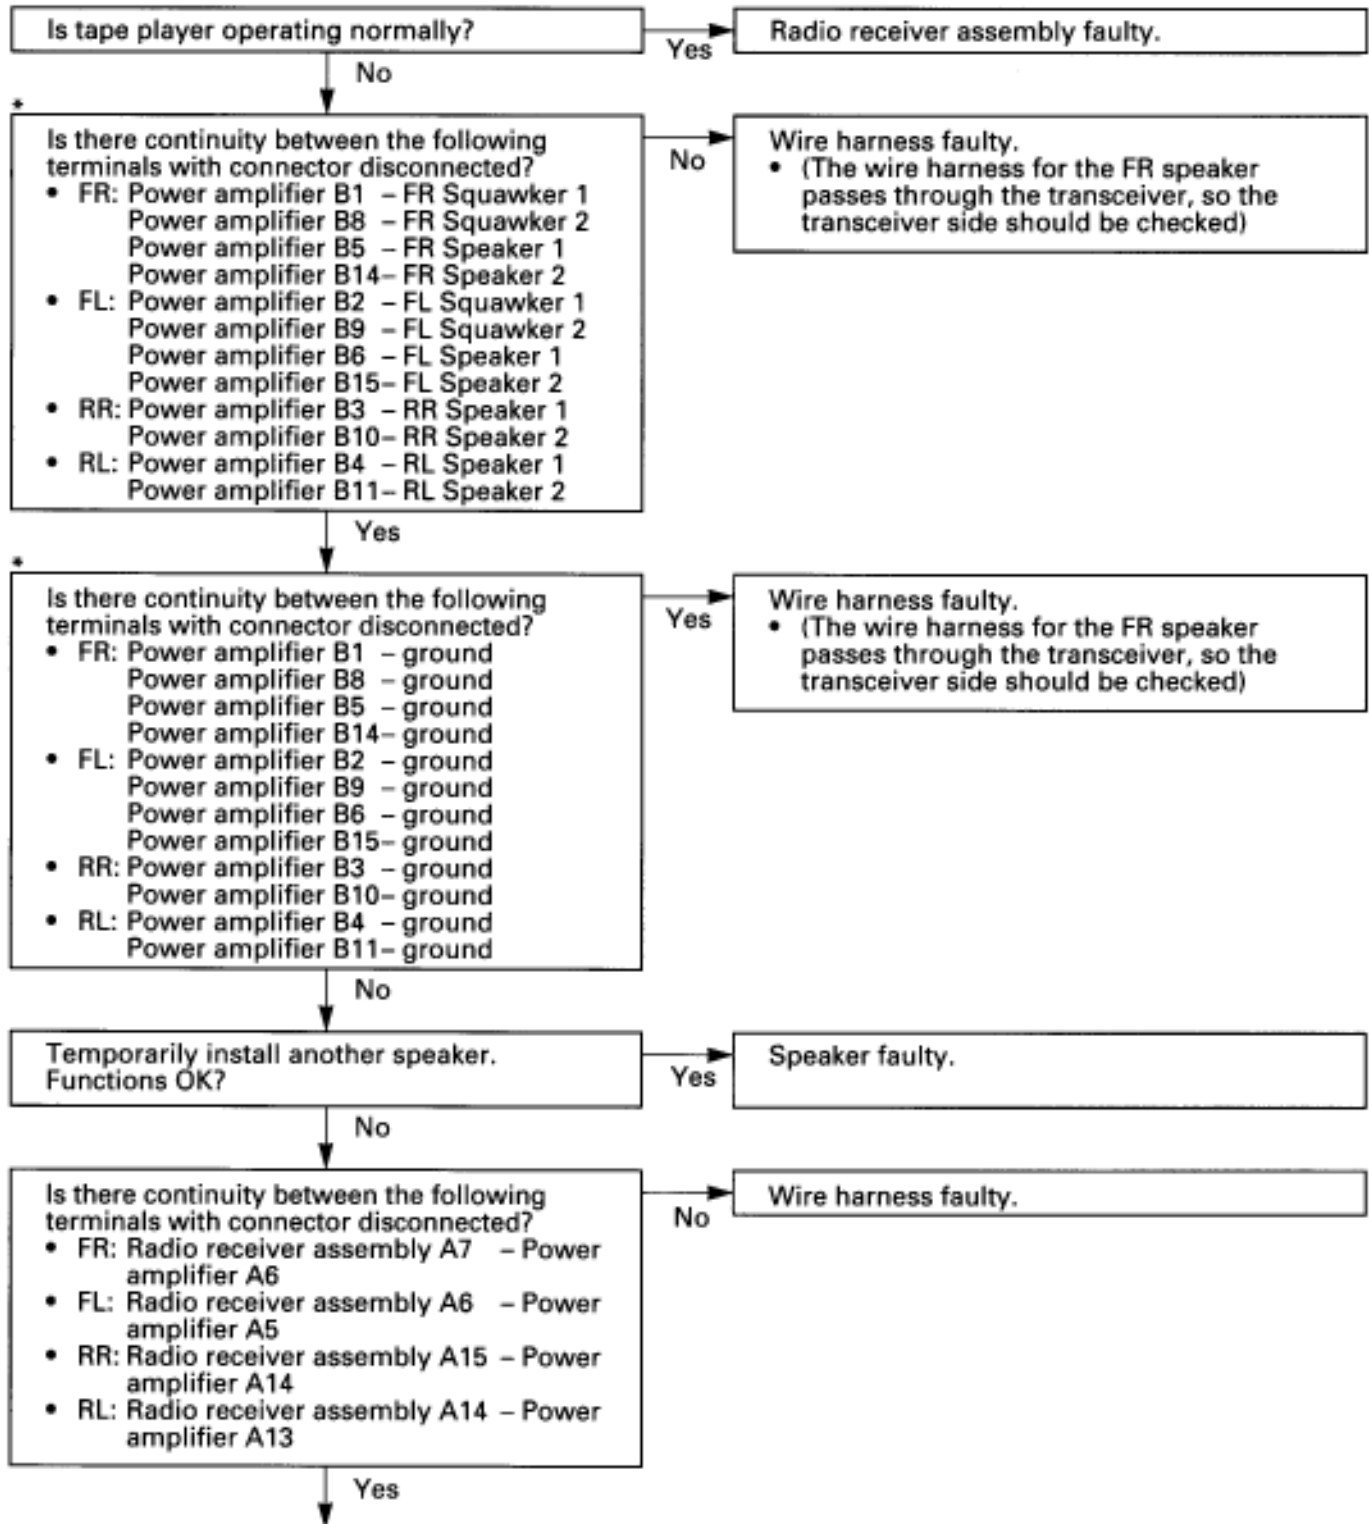 Is tape player operating normally?
Yes
Radio receiver assembly faulty.
No
*
Is there continuity between the following
terminals with connector disconnected?
• FR: Power amplifier B1 – FR Squawker 1
Power amplifier B8 – FR Squawker 2
Power amplifier B5 – FR Speaker 1
Power amplifier B14– FR Speaker 2
• FL: Power amplifier B2 – FL Squawker 1
Power amplifier B9 – FL Squawker 2
Power amplifier B6 – FL Speaker 1
Power amplifier B15– FL Speaker 2
• RR: Power amplifier B3 – RR Speaker 1
Power amplifier B10– RR Speaker 2
• RL: Power amplifier B4 – RL Speaker 1
Power amplifier B11– RL Speaker 2
No
Wire harness faulty.
• (The wire harness for the FR speaker
passes through the transceiver, so the
transceiver side should be checked)
Yes
*
Is there continuity between the following
terminals with connector disconnected?
• FR: Power amplifier B1 – ground
Power amplifier B8 – ground
Power amplifier B5 – ground
Power amplifier B14– ground
• FL: Power amplifier B2 – ground
Power amplifier B9 – ground
Power amplifier B6 – ground
Power amplifier B15– ground
• RR: Power amplifier B3 – ground
Power amplifier B10– ground
• RL: Power amplifier B4 – ground
Power amplifier B11– ground
Yes
Wire harness faulty.
• (The wire harness for the FR speaker
passes through the transceiver, so the
transceiver side should be checked)
No
Temporarily install another speaker.
Functions OK?
Yes
Speaker faulty.
No
Is there continuity between the following
terminals with connector disconnected?
• FR: Radio receiver assembly A7 – Power
amplifier A6
• FL: Radio receiver assembly A6 – Power
amplifier A5
• RR: Radio receiver assembly A15 – Power
amplifier A14
• RL: Radio receiver assembly A14 – Power
amplifier A13
No
Wire harness faulty.
Yes